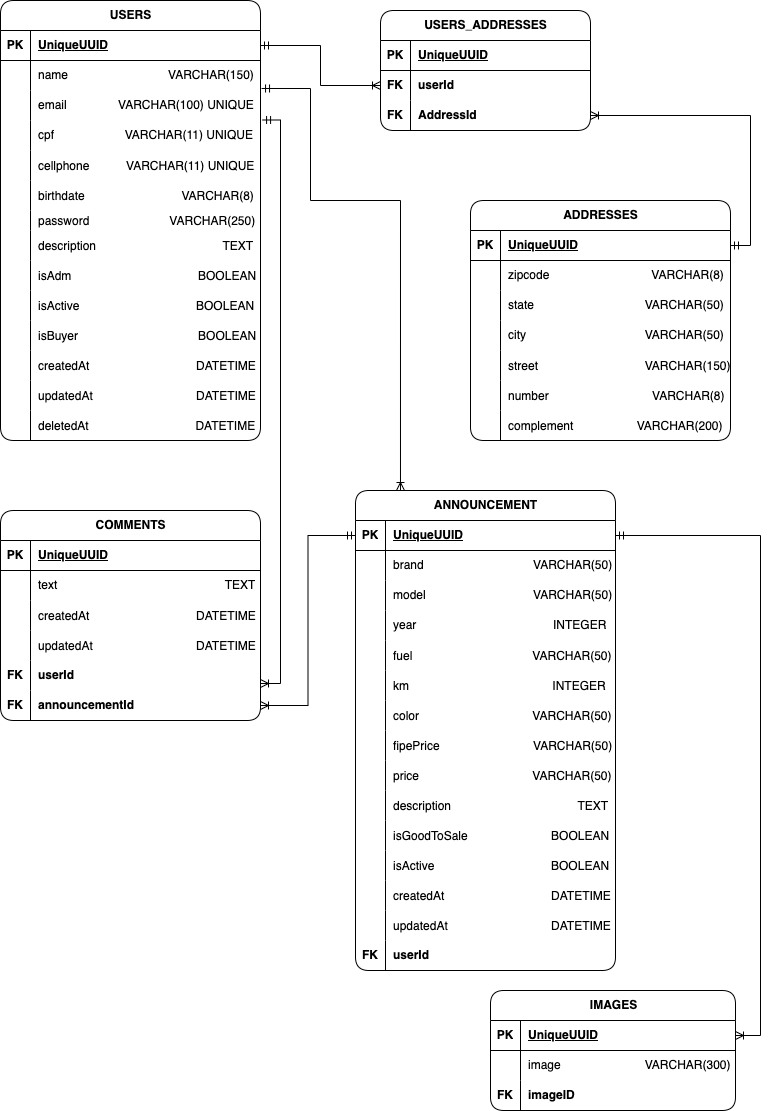 USERS
PK UniqueUUID
name VARCHAR(150)
email VARCHAR(100) UNIQUE
cpf VARCHAR(11) UNIQUE
cellphone VARCHAR(11) UNIQUE
birthdate VARCHAR(8)
password VARCHAR(250)
description TEXT
isAdm BOOLEAN
isActive BOOLEAN
isBuyer BOOLEAN
createdAt DATETIME
updatedAt DATETIME
deletedAt DATETIME
USERS_ADDRESSES
PK UniqueUUID
FK userId
FK AddressId
ADDRESSES
PK UniqueUUID
zipcode VARCHAR(8)
state VARCHAR(50)
city VARCHAR(50)
street VARCHAR(150)
number VARCHAR(8)
complement VARCHAR(200)
COMMENTS
PK UniqueUUID
text TEXT
createdAt DATETIME
updatedAt DATETIME
FK userId
FK announcementId
ANNOUNCEMENT
PK UniqueUUID
brand VARCHAR(50)
model VARCHAR(50)
year INTEGER
fuel VARCHAR(50)
km INTEGER
color VARCHAR(50)
fipePrice VARCHAR(50)
price VARCHAR(50)
description TEXT
isGoodToSale BOOLEAN
isActive BOOLEAN
createdAt DATETIME
updatedAt DATETIME
FK userId
IMAGES
PK UniqueUUID
image VARCHAR(300)
FK imageID